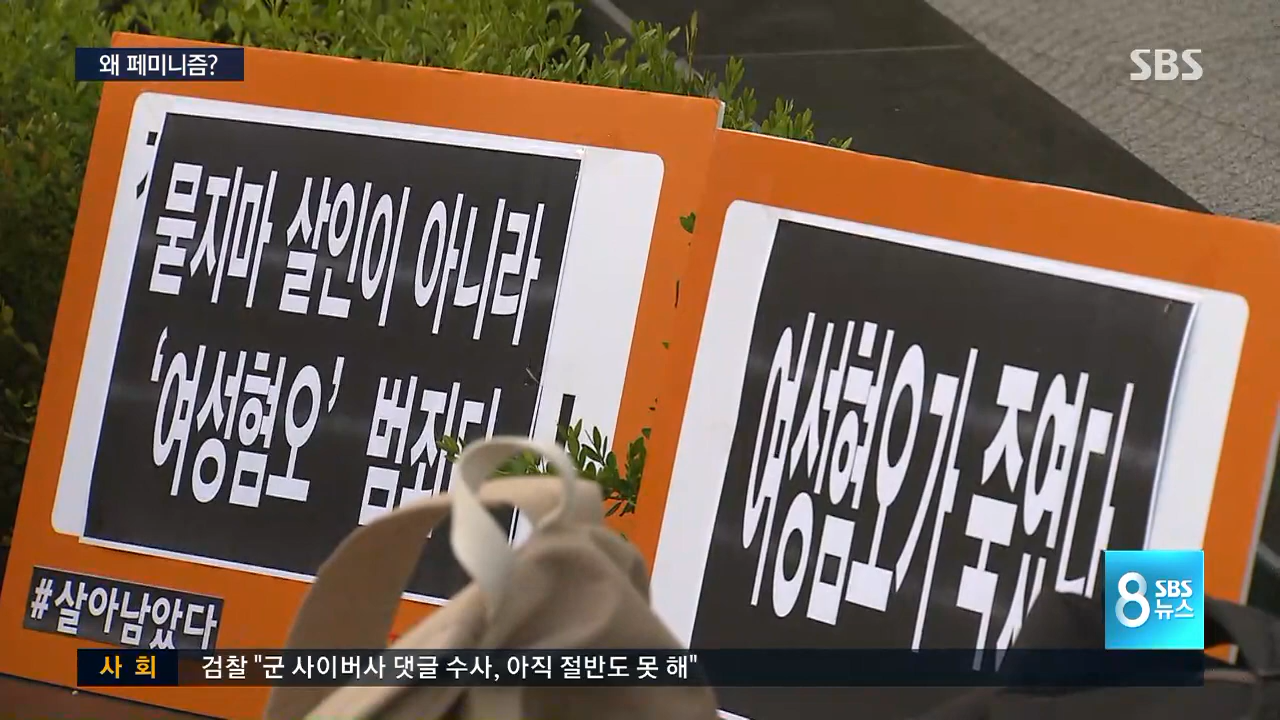 왜 페미니즘?
SBS
묻지마 살인이 아니라
'여성혐오' 범죄다
여성혐오가 죽였다
#살아남았다
8 SBS 뉴스
사 회
검찰 "군 사이버사 댓글 수사, 아직 절반도 못 해"